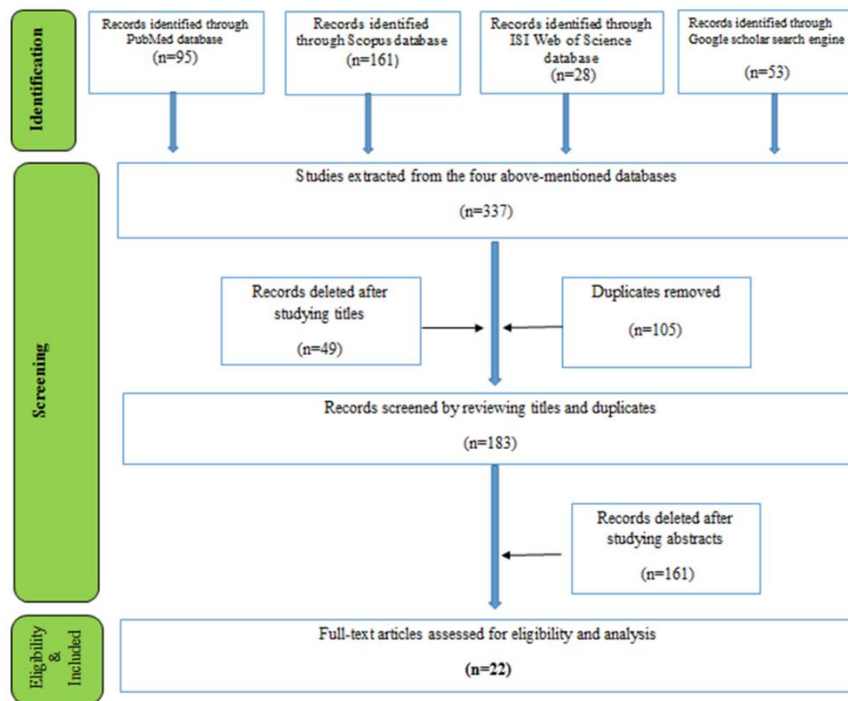 Identification
Records identified through
PubMed database
(n=95)
Records identified
through Scopus database
(n=161)
Records identified through
ISI Web of Science
database
(n=28)
Records identified through
Google scholar search engine
(n=53)
Screening
Studies extracted from the four above-mentioned databases
(n=337)
Records deleted after
studying titles
(n=49)
Duplicates removed
(n=105)
Records screened by reviewing titles and duplicates
(n=183)
Records deleted after
studying abstracts
(n=161)
Eligibility
&
Included
Full-text articles assessed for eligibility and analysis
(n=22)